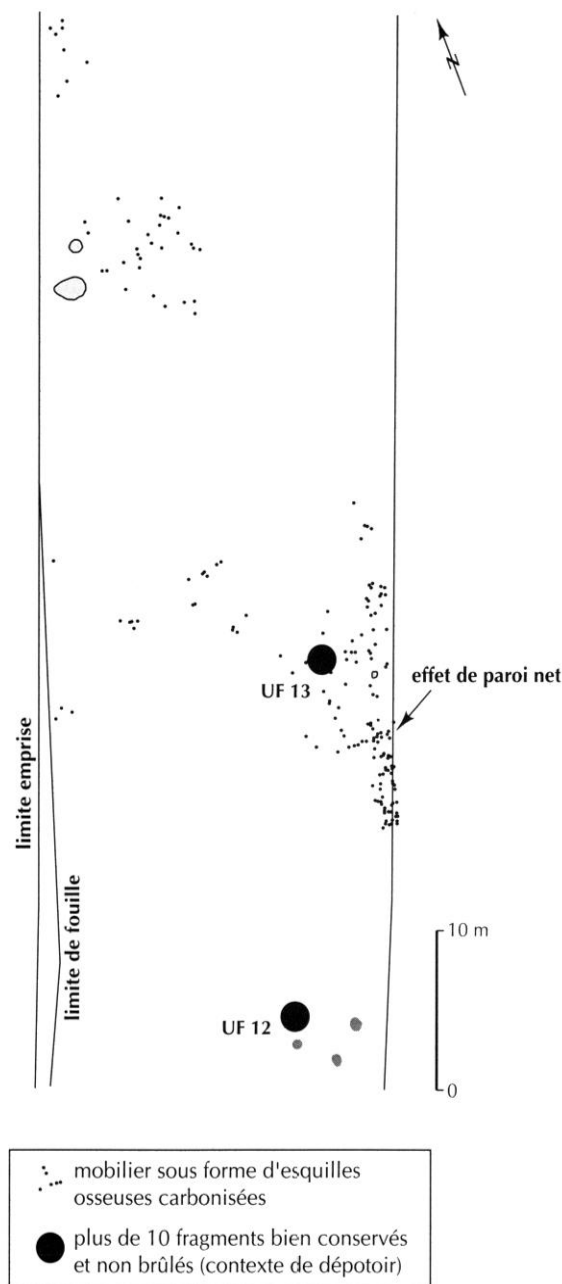 N
effet de paroi net
UF 13
limite emprise
limite de fouille
10 m
UF 12
0
mobilier sous forme d'esquilles
osseuses carbonisées
plus de 10 fragments bien conservés
et non brûlés (contexte de dépotoir)